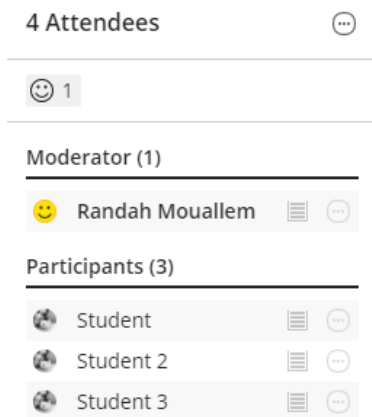 4 Attendees
1
Moderator (1)
Randah Mouallem
Participants (3)
Student
Student 2
Student 3